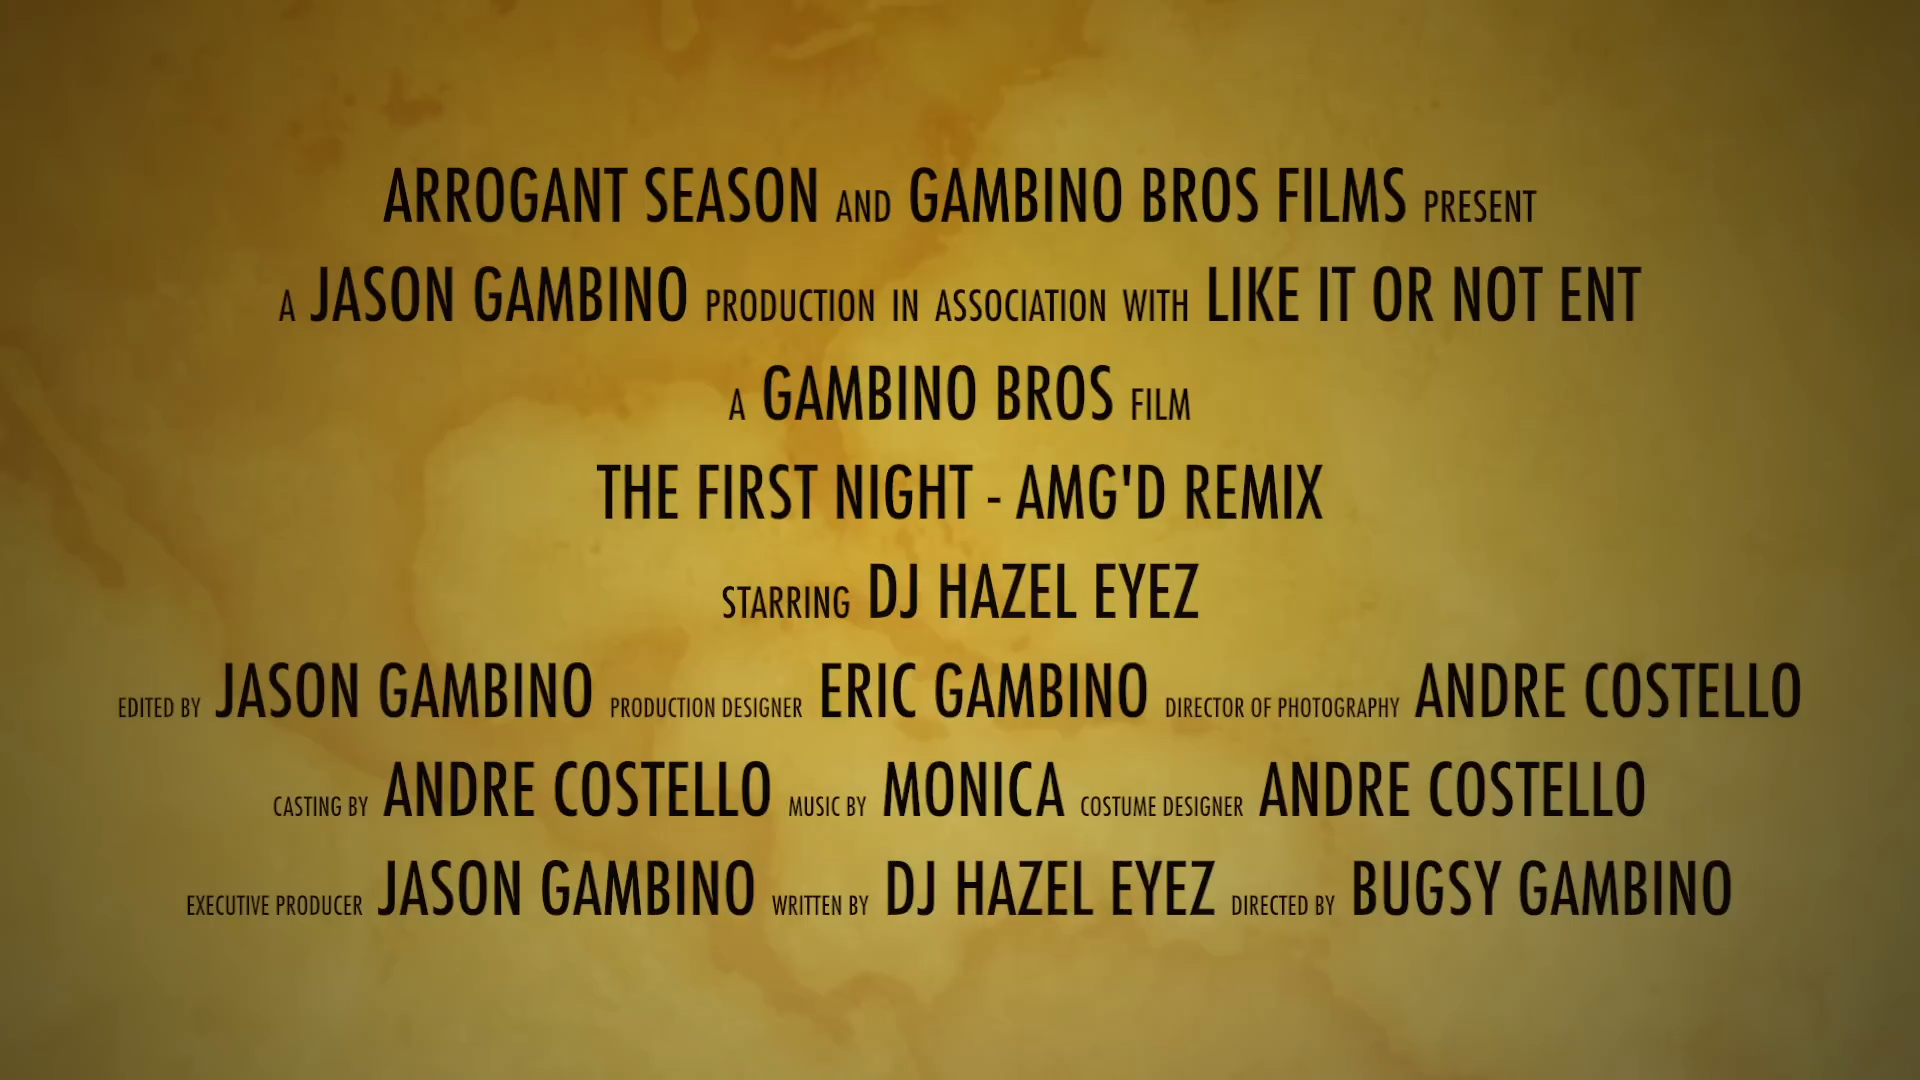 ARROGANT SEASON AND GAMBINO BROS FILMS PRESENT
A JASON GAMBINO PRODUCTION IN ASSOCIATION WITH LIKE IT OR NOT ENT
A GAMBINO BROS FILM
THE FIRST NIGHT - AMG'D REMIX
STARRING DJ HAZEL EYEZ
EDITED BY JASON GAMBINO PRODUCTION DESIGNER ERIC GAMBINO DIRECTOR OF PHOTOGRAPHY ANDRE COSTELLO
CASTING BY ANDRE COSTELLO MUSIC BY MONICA COSTUME DESIGNER ANDRE COSTELLO
EXECUTIVE PRODUCER JASON GAMBINO WRITTEN BY DJ HAZEL EYEZ DIRECTED BY BUGSY GAMBINO